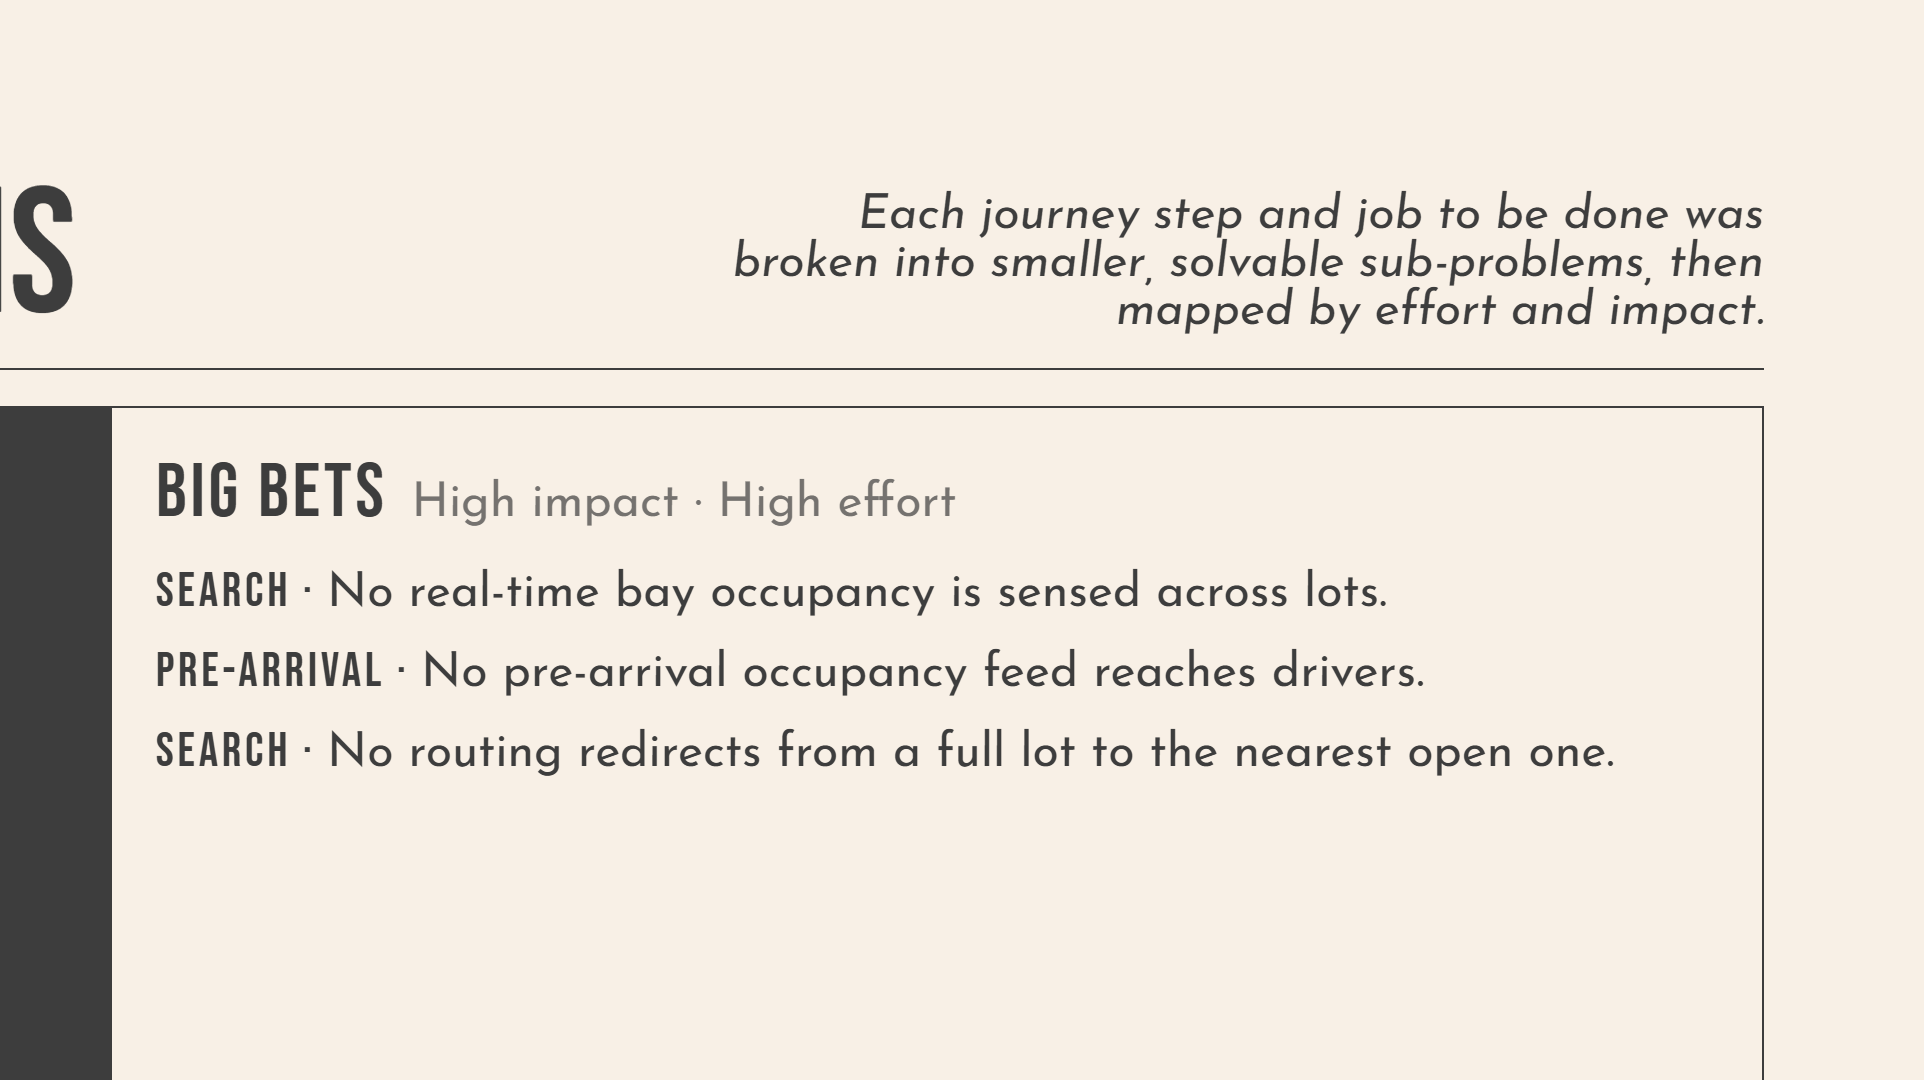 Each journey step and job to be done was
broken into smaller, solvable sub-problems, then
mapped by effort and impact.
BIG BETS High impact · High effort
SEARCH · No real-time bay occupancy is sensed across lots.
PRE-ARRIVAL · No pre-arrival occupancy feed reaches drivers.
SEARCH · No routing redirects from a full lot to the nearest open one.